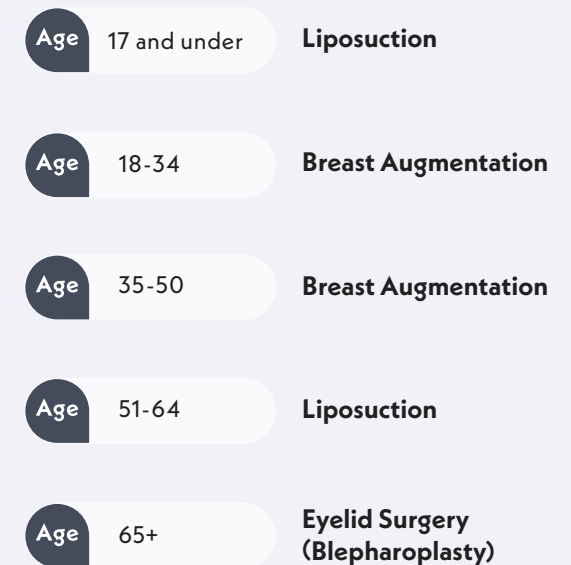 Age 17 and under Liposuction
Age 18-34 Breast Augmentation
Age 35-50 Breast Augmentation
Age 51-64 Liposuction
Age 65+ Eyelid Surgery
(Blepharoplasty)